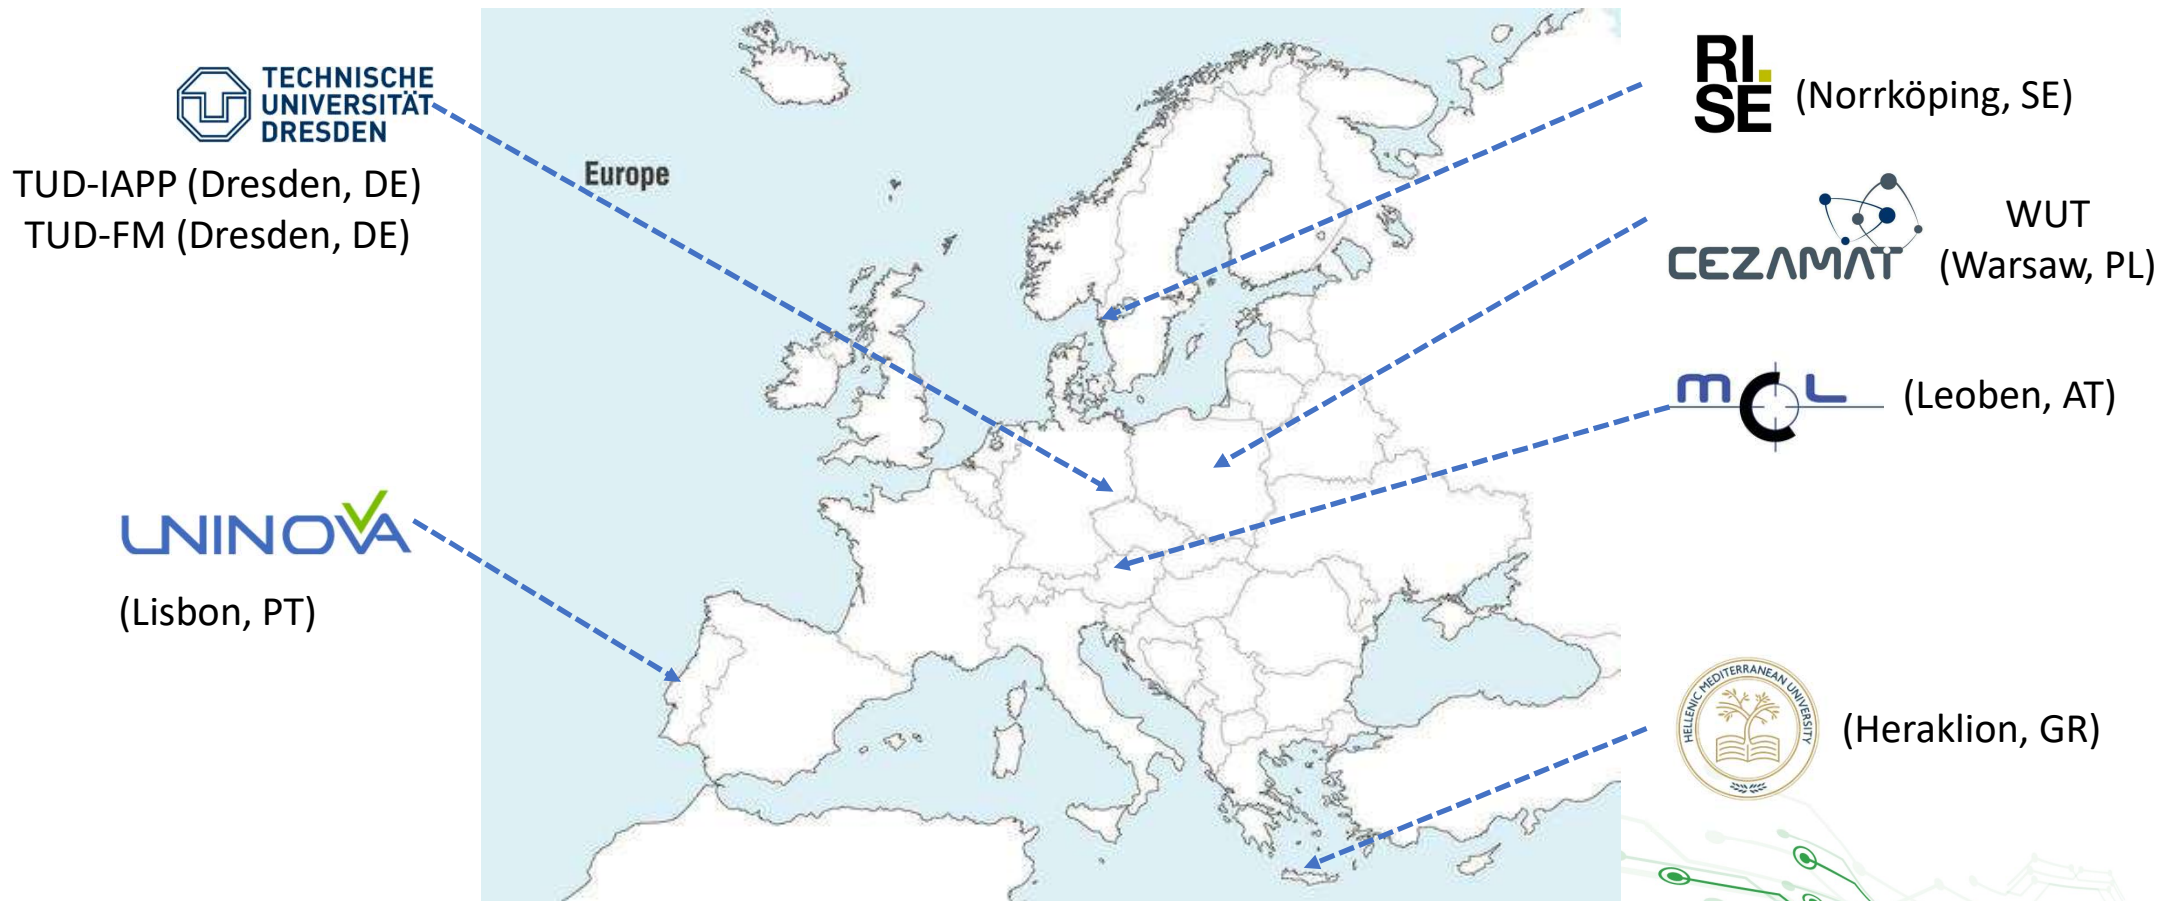 TECHNISCHE
UNIVERSITÄT
DRESDEN
TUD-IAPP (Dresden, DE)
TUD-FM (Dresden, DE)
UNINOVA
(Lisbon, PT)
Europe
RI.
SE
(Norrköping, SE)
CEZAMAT
WUT
(Warsaw, PL)
mCL
(Leoben, AT)
HELLENIC MEDITERRANEAN UNIVERSITY
(Heraklion, GR)